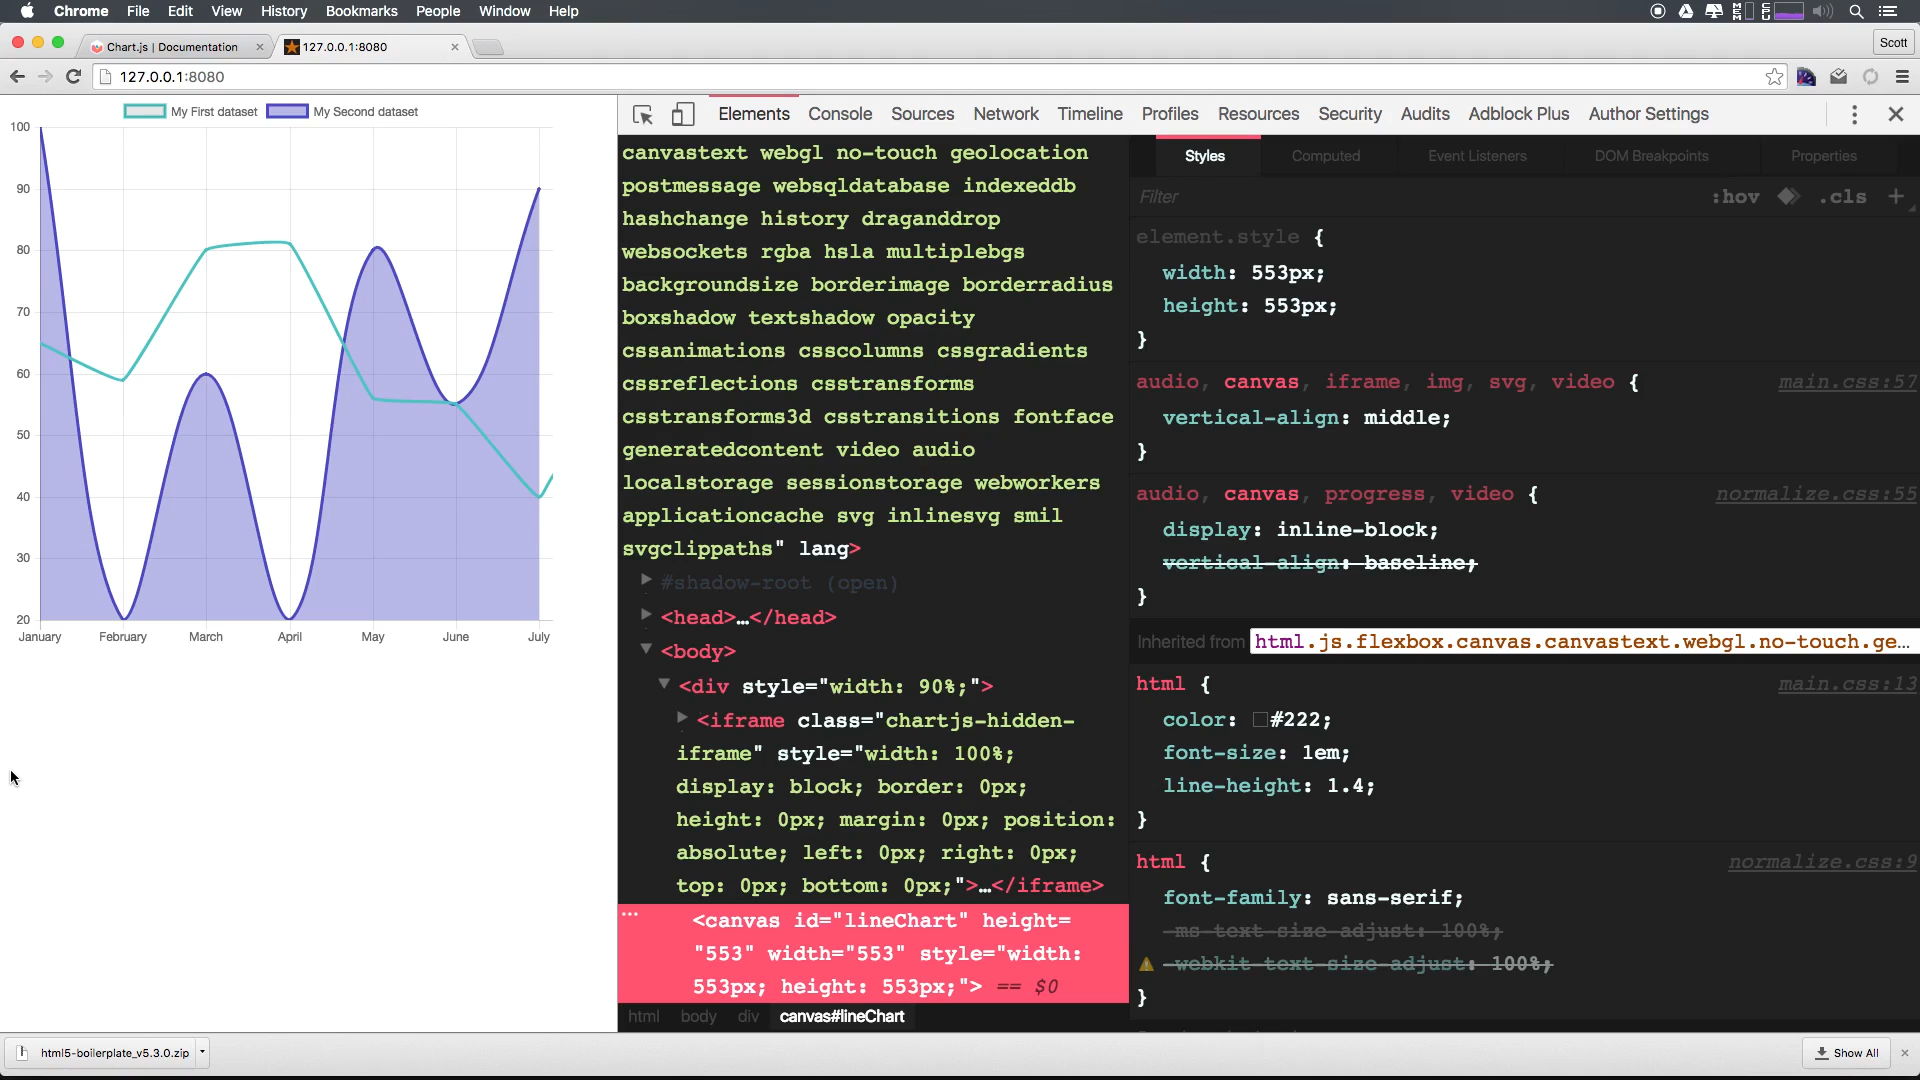 Chrome File Edit View History Bookmarks People Window Help
Chart.js | Documentation
127.0.0.1:8080
Scott
127.0.0.1:8080
My First dataset
My Second dataset
100
90
80
70
60
50
40
30
20
January February March April May June July
Elements Console Sources Network Timeline Profiles Resources Security Audits Adblock Plus Author Settings
canvastext webgl no-touch geolocation
postmessage websqldatabase indexeddb
hashchange history draganddrop
websockets rgba hsla multiplebgs
backgroundsize borderimage borderradius
boxshadow textshadow opacity
cssanimations csscolumns cssgradients
cssreflections csstransforms
csstransforms3d csstransitions fontface
generatedcontent video audio
localstorage sessionstorage webworkers
applicationcache svg inlinesvg smil
svgclippaths" lang>
#shadow-root (open)
<head>…</head>
<body>
<div style="width: 90%;">
<iframe class="chartjs-hidden-
iframe" style="width: 100%;
display: block; border: 0px;
height: 0px; margin: 0px; position:
absolute; left: 0px; right: 0px;
top: 0px; bottom: 0px;">…</iframe>
<canvas id="lineChart" height=
"553" width="553" style="width:
553px; height: 553px;"> == $0
html body div canvas#lineChart
Styles Computed Event Listeners DOM Breakpoints Properties
Filter :hov .cls +
element.style {
width: 553px;
height: 553px;
}
audio, canvas, iframe, img, svg, video { main.css:57
vertical-align: middle;
}
audio, canvas, progress, video { normalize.css:55
display: inline-block;
vertical-align: baseline;
}
Inherited from html.js.flexbox.canvas.canvastext.webgl.no-touch.ge…
html { main.css:13
color: #222;
font-size: 1em;
line-height: 1.4;
}
html { normalize.css:9
font-family: sans-serif;
-ms-text-size-adjust: 100%;
-webkit-text-size-adjust: 100%;
}
html5-boilerplate_v5.3.0.zip
Show All